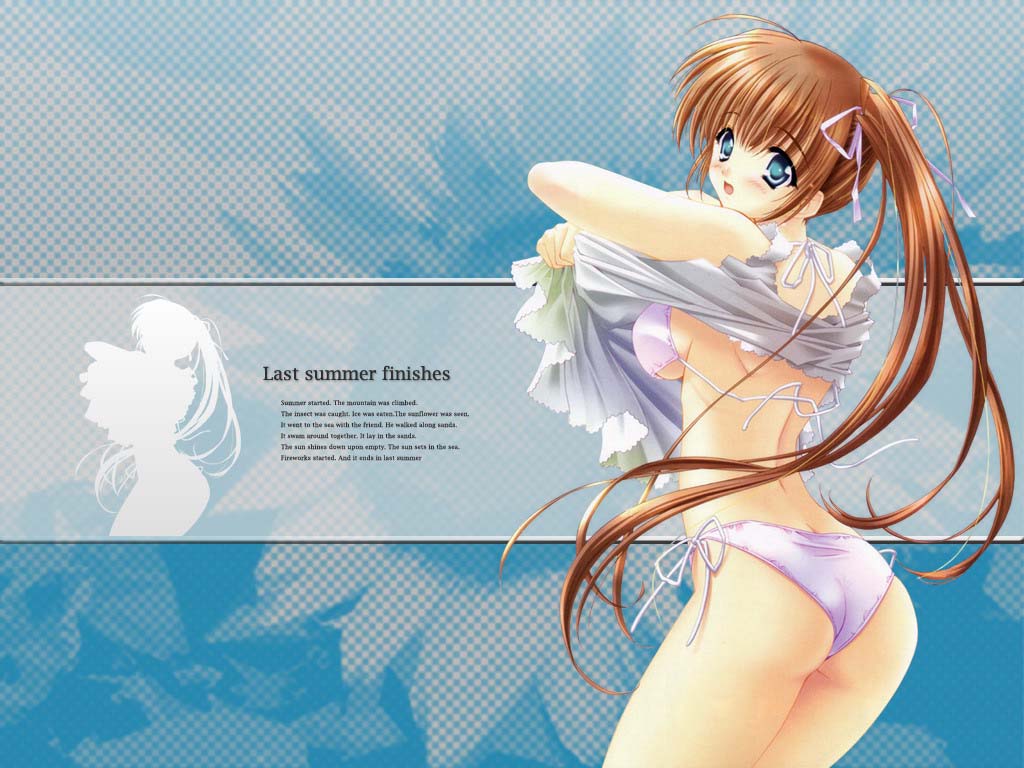 Last summer finishes
Summer started. The mountain was climbed.
The insect was caught. Ice was eaten.The sunflower was seen.
It went to the sea with the friend. He walked along sands.
It swam around together. It lay in the sands.
The sun shines down upon empty. The sun sets in the sea.
Fireworks started. And it ends in last summer